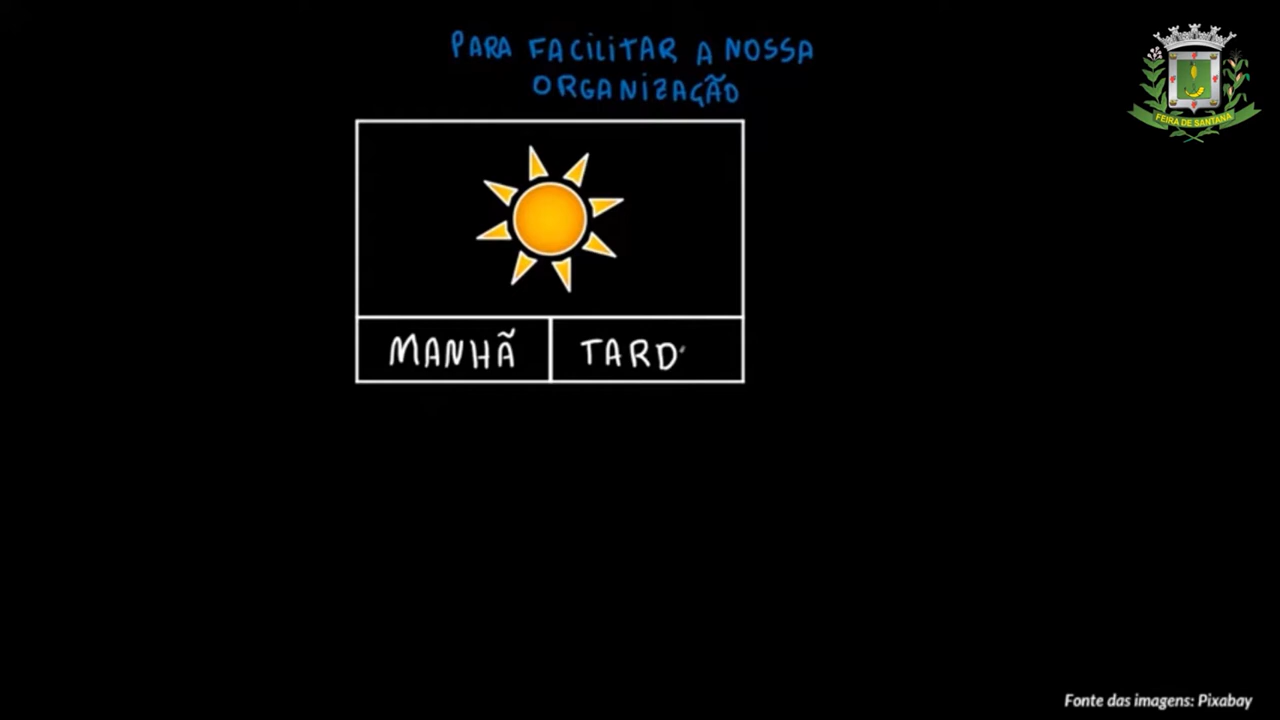 PARA FACILITAR A NOSSA
ORGANIZAÇÃO
FEIRA DE SANTANA
MANHÃ TARD
Fonte das imagens: Pixabay